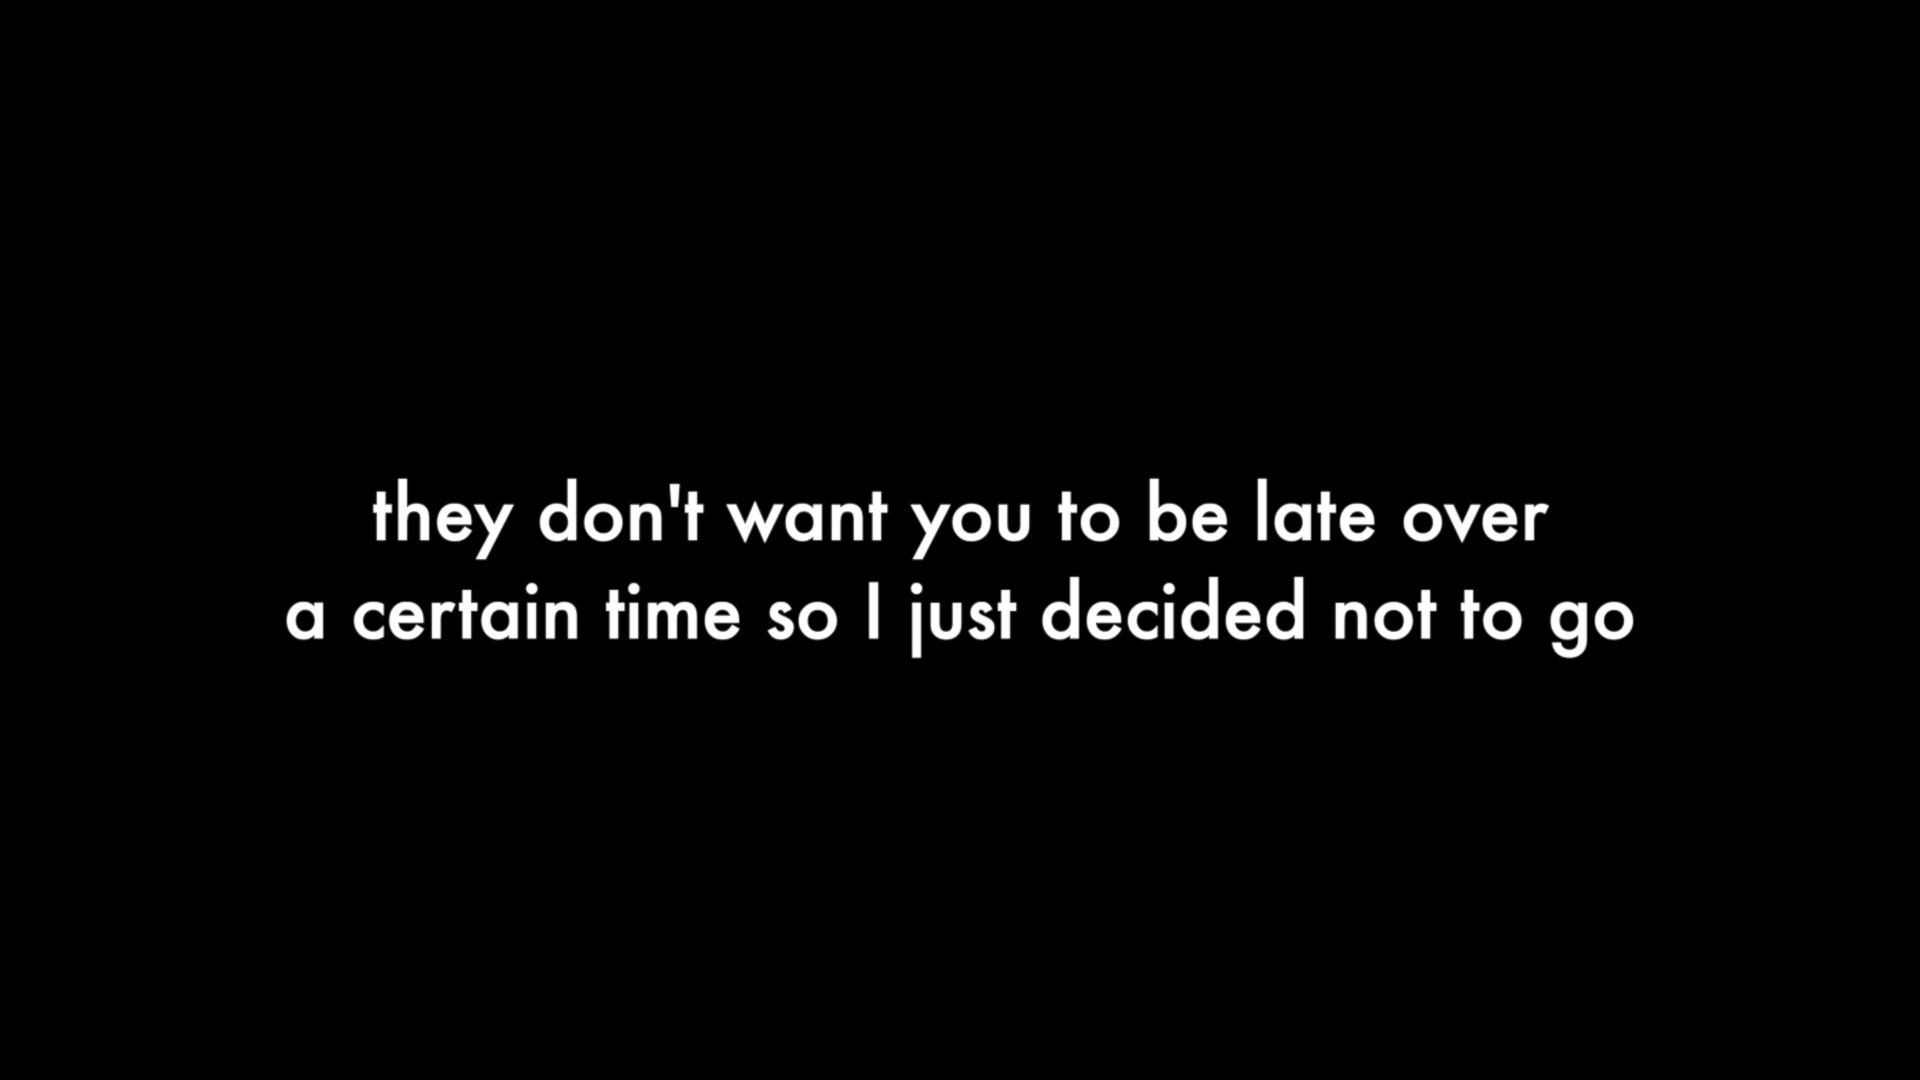 they don't want you to be late over
a certain time so I just decided not to go